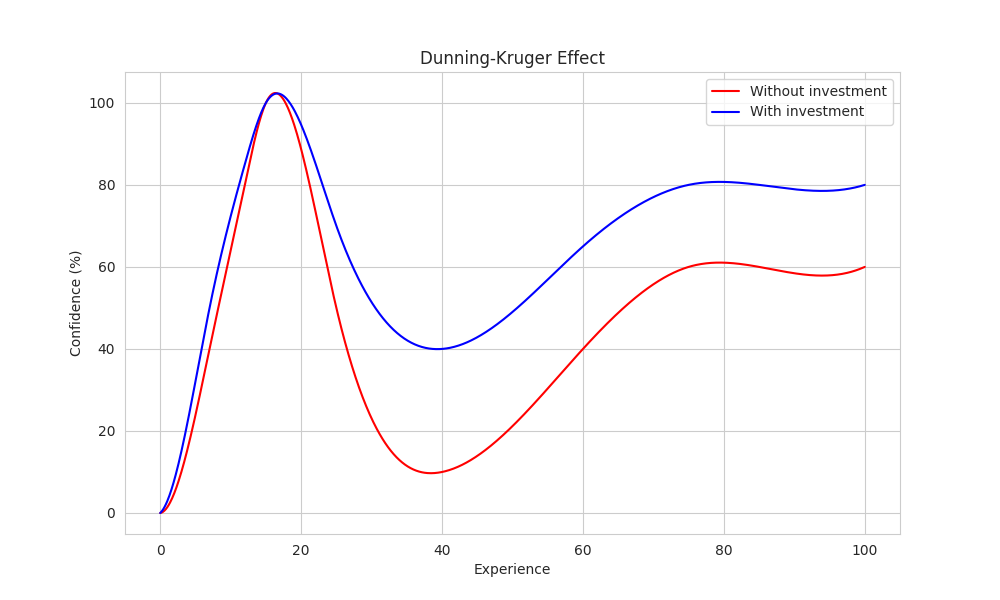 Dunning-Kruger Effect
Without investment
With investment
Confidence (%)
100
80
60
40
20
0
0 20 40 60 80 100
Experience